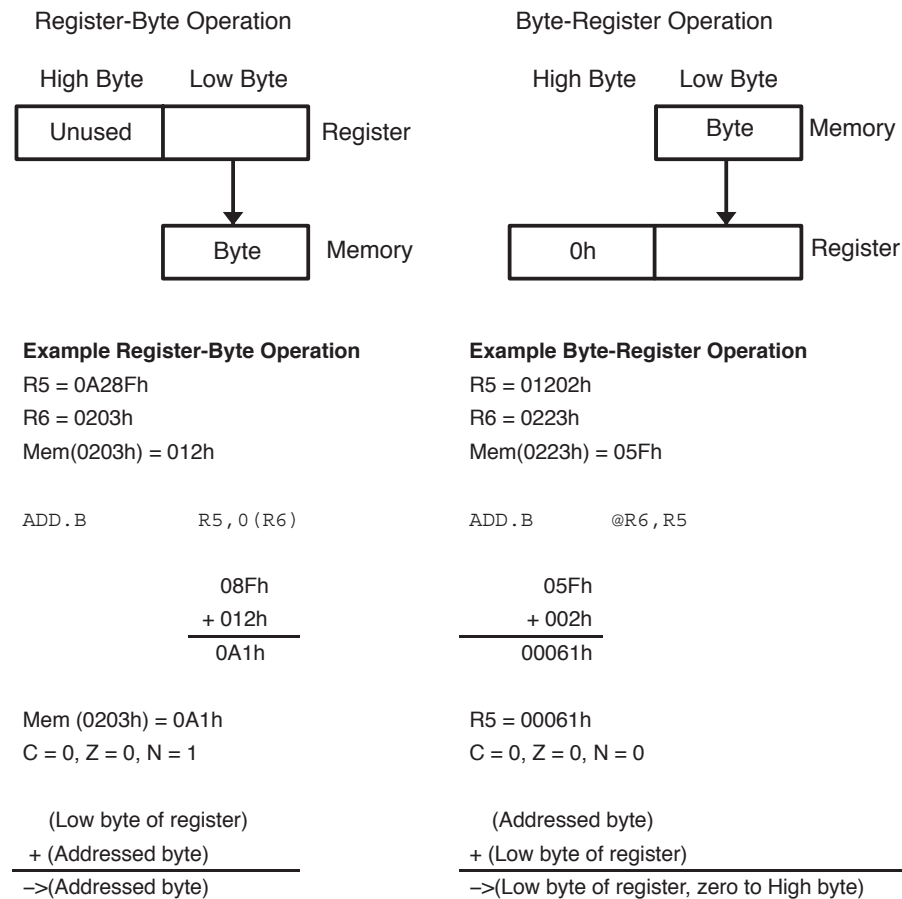 Register-Byte Operation
High Byte Low Byte
Unused Register
Byte Memory
Example Register-Byte Operation
R5 = 0A28Fh
R6 = 0203h
Mem(0203h) = 012h
ADD.B R5,0(R6)
08Fh
+ 012h
0A1h
Mem (0203h) = 0A1h
C = 0, Z = 0, N = 1
(Low byte of register)
+ (Addressed byte)
–>(Addressed byte)
Byte-Register Operation
High Byte Low Byte
Byte Memory
0h Register
Example Byte-Register Operation
R5 = 01202h
R6 = 0223h
Mem(0223h) = 05Fh
ADD.B @R6,R5
05Fh
+ 002h
00061h
R5 = 00061h
C = 0, Z = 0, N = 0
(Addressed byte)
+ (Low byte of register)
–>(Low byte of register, zero to High byte)